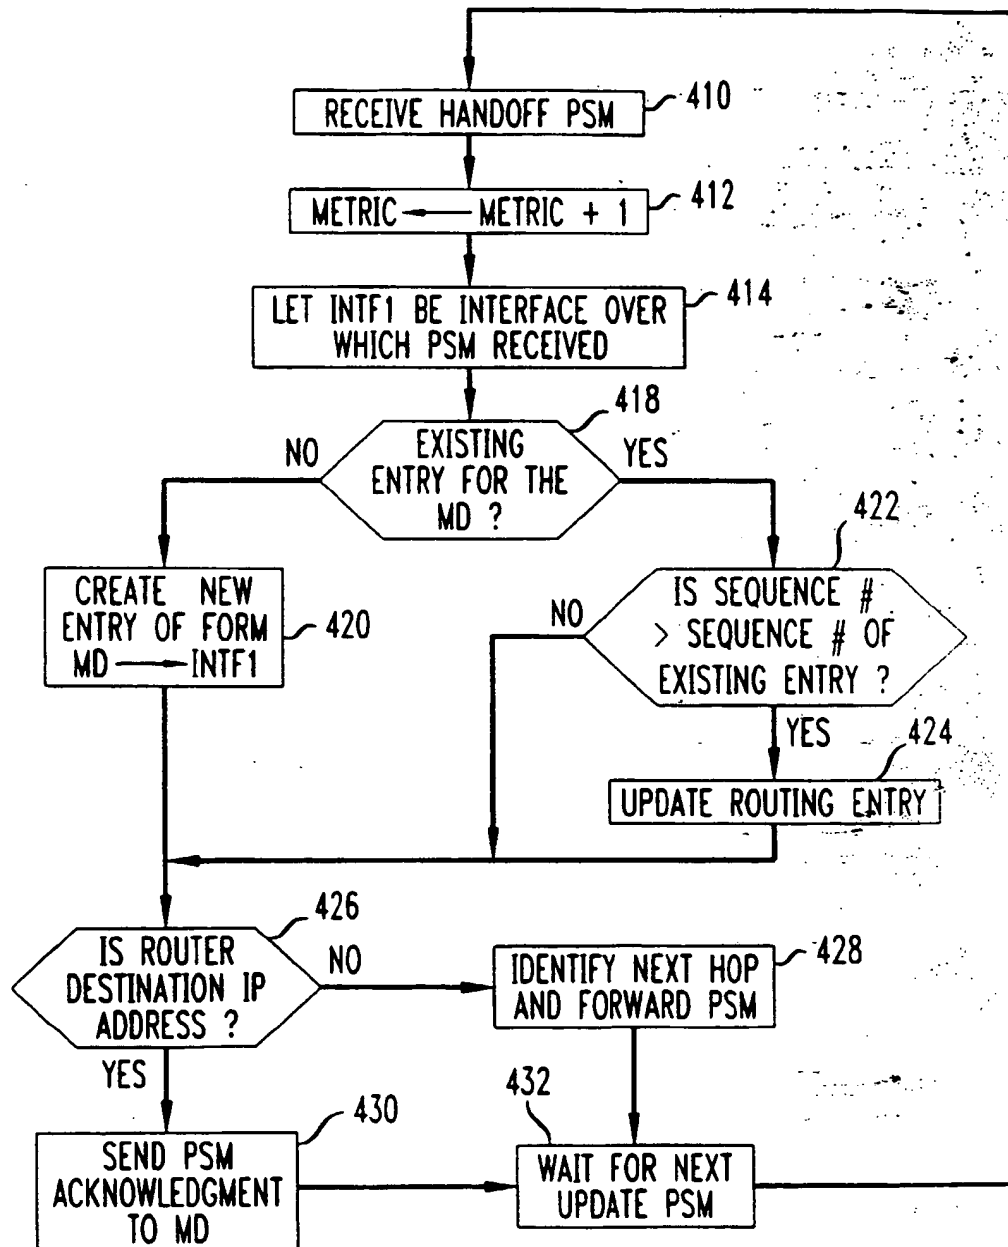 RECEIVE HANDOFF PSM
410
METRIC ← METRIC + 1
412
LET INTF1 BE INTERFACE OVER
WHICH PSM RECEIVED
414
EXISTING
ENTRY FOR THE
MD ?
418
NO
YES
CREATE NEW
ENTRY OF FORM
MD → INTF1
420
IS SEQUENCE #
> SEQUENCE # OF
EXISTING ENTRY ?
422
NO
YES
UPDATE ROUTING ENTRY
424
IS ROUTER
DESTINATION IP
ADDRESS ?
426
NO
YES
IDENTIFY NEXT HOP
AND FORWARD PSM
428
SEND PSM
ACKNOWLEDGMENT
TO MD
430
WAIT FOR NEXT
UPDATE PSM
432